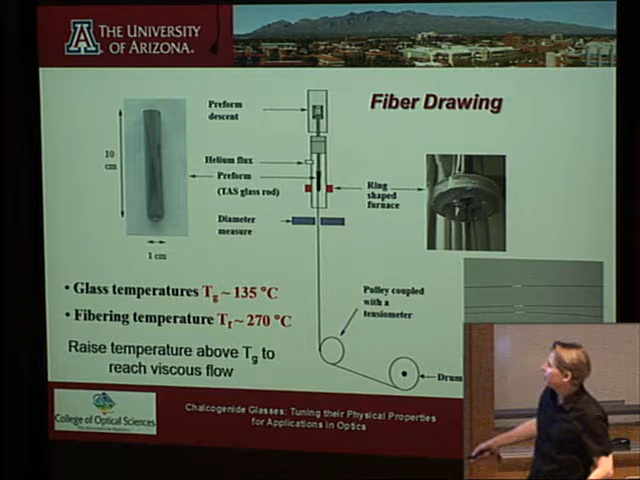 THE UNIVERSITY
OF ARIZONA.
Fiber Drawing
Preform
descent
10
cm
Helium flux
Preform
(TAS glass rod)
Ring
shaped
furnace
Diameter
measure
1 cm
• Glass temperatures Tg ~ 135 °C
• Fibering temperature Tf ~ 270 °C
Raise temperature above Tg to
reach viscous flow
Pulley coupled
with a
tensiometer
Drum
College of Optical Sciences
Chalcogenide Glasses: Tuning their Physical Properties
for Applications in Optics